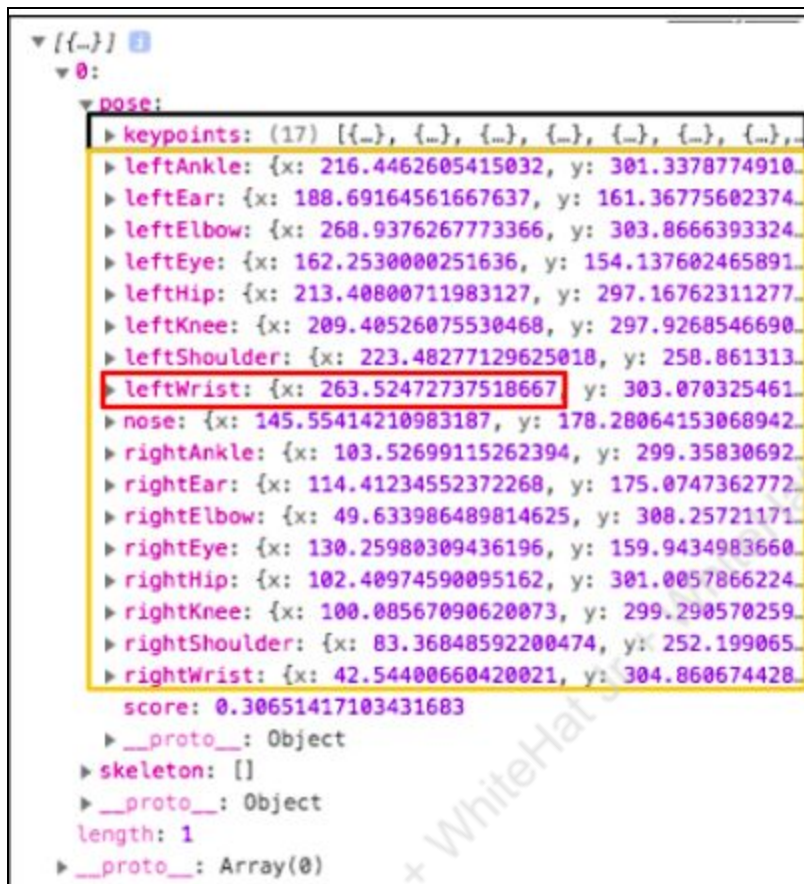 ▼ [{…}] i
▼ 0:
▼ pose:
▶ keypoints: (17) [{…}, {…}, {…}, {…}, {…}, {…}, {…},…
▶ leftAnkle: {x: 216.4462605415032, y: 301.3378774910…
▶ leftEar: {x: 188.69164561667637, y: 161.36775602374…
▶ leftElbow: {x: 268.9376267773366, y: 303.8666393324…
▶ leftEye: {x: 162.2530000251636, y: 154.137602465891…
▶ leftHip: {x: 213.40800711983127, y: 297.16762311277…
▶ leftKnee: {x: 209.40526075530468, y: 297.9268546690…
▶ leftShoulder: {x: 223.48277129625018, y: 258.861313…
▶ leftWrist: {x: 263.52472737518667, y: 303.070325461…
▶ nose: {x: 145.55414210983187, y: 178.28064153068942…
▶ rightAnkle: {x: 103.52699115262394, y: 299.35830692…
▶ rightEar: {x: 114.41234552372268, y: 175.0747362772…
▶ rightElbow: {x: 49.633986489814625, y: 308.25721171…
▶ rightEye: {x: 130.25980309436196, y: 159.9434983660…
▶ rightHip: {x: 102.40974590095162, y: 301.0057866224…
▶ rightKnee: {x: 100.08567090620073, y: 299.290570259…
▶ rightShoulder: {x: 83.36848592200474, y: 252.199065…
▶ rightWrist: {x: 42.54400660420021, y: 304.860674428…
score: 0.30651417103431683
▶ __proto__: Object
▶ skeleton: []
▶ __proto__: Object
length: 1
▶ __proto__: Array(0)
+ WhiteHat Jr + WhiteHat